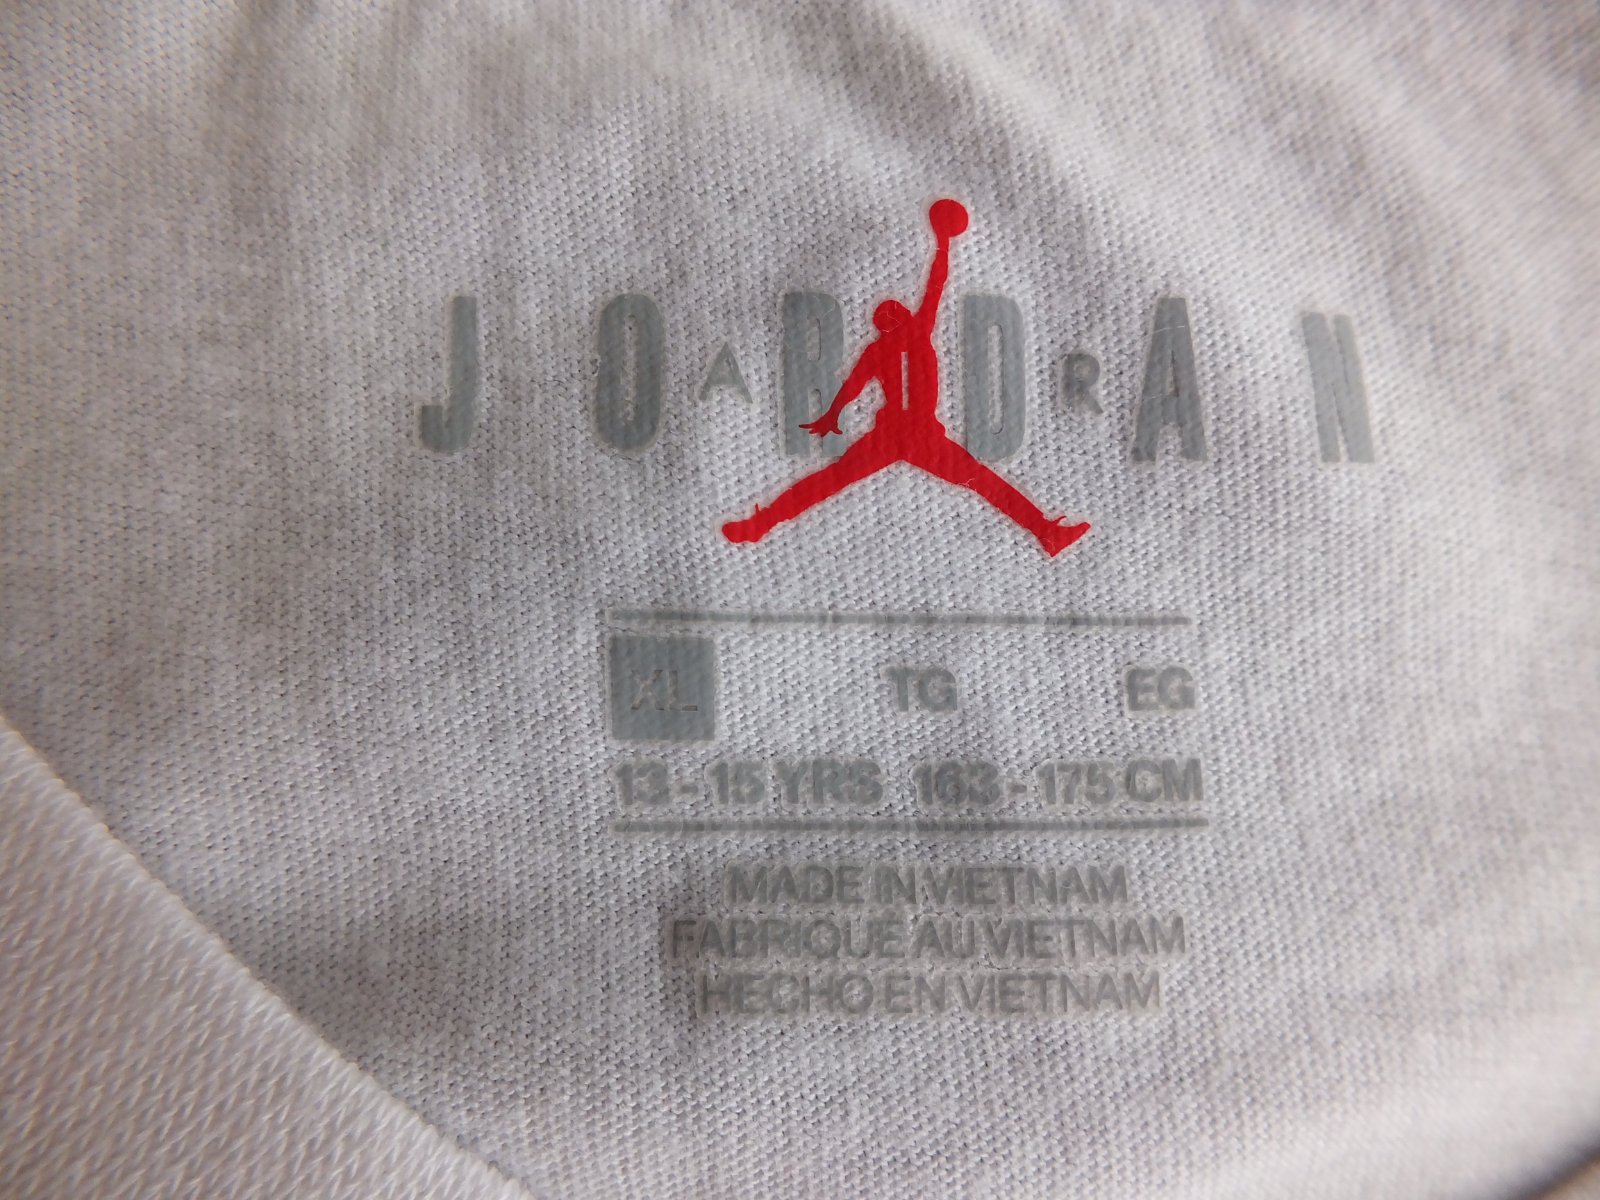 JORDAN
AIR
XL TG EG
13-15 YRS 163-175 CM
MADE IN VIETNAM
FABRIQUÉ AU VIETNAM
HECHO EN VIETNAM